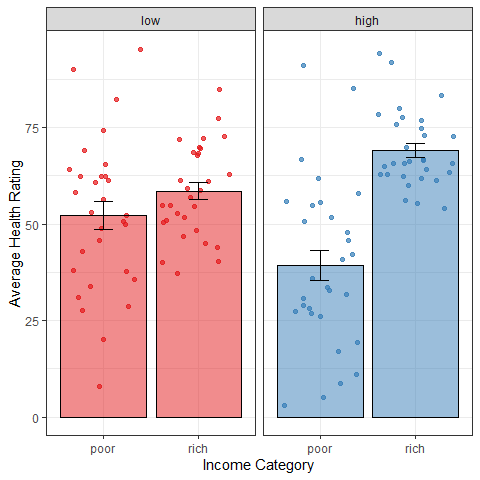 low high
Average Health Rating
75
50
25
0
poor rich poor rich
Income Category